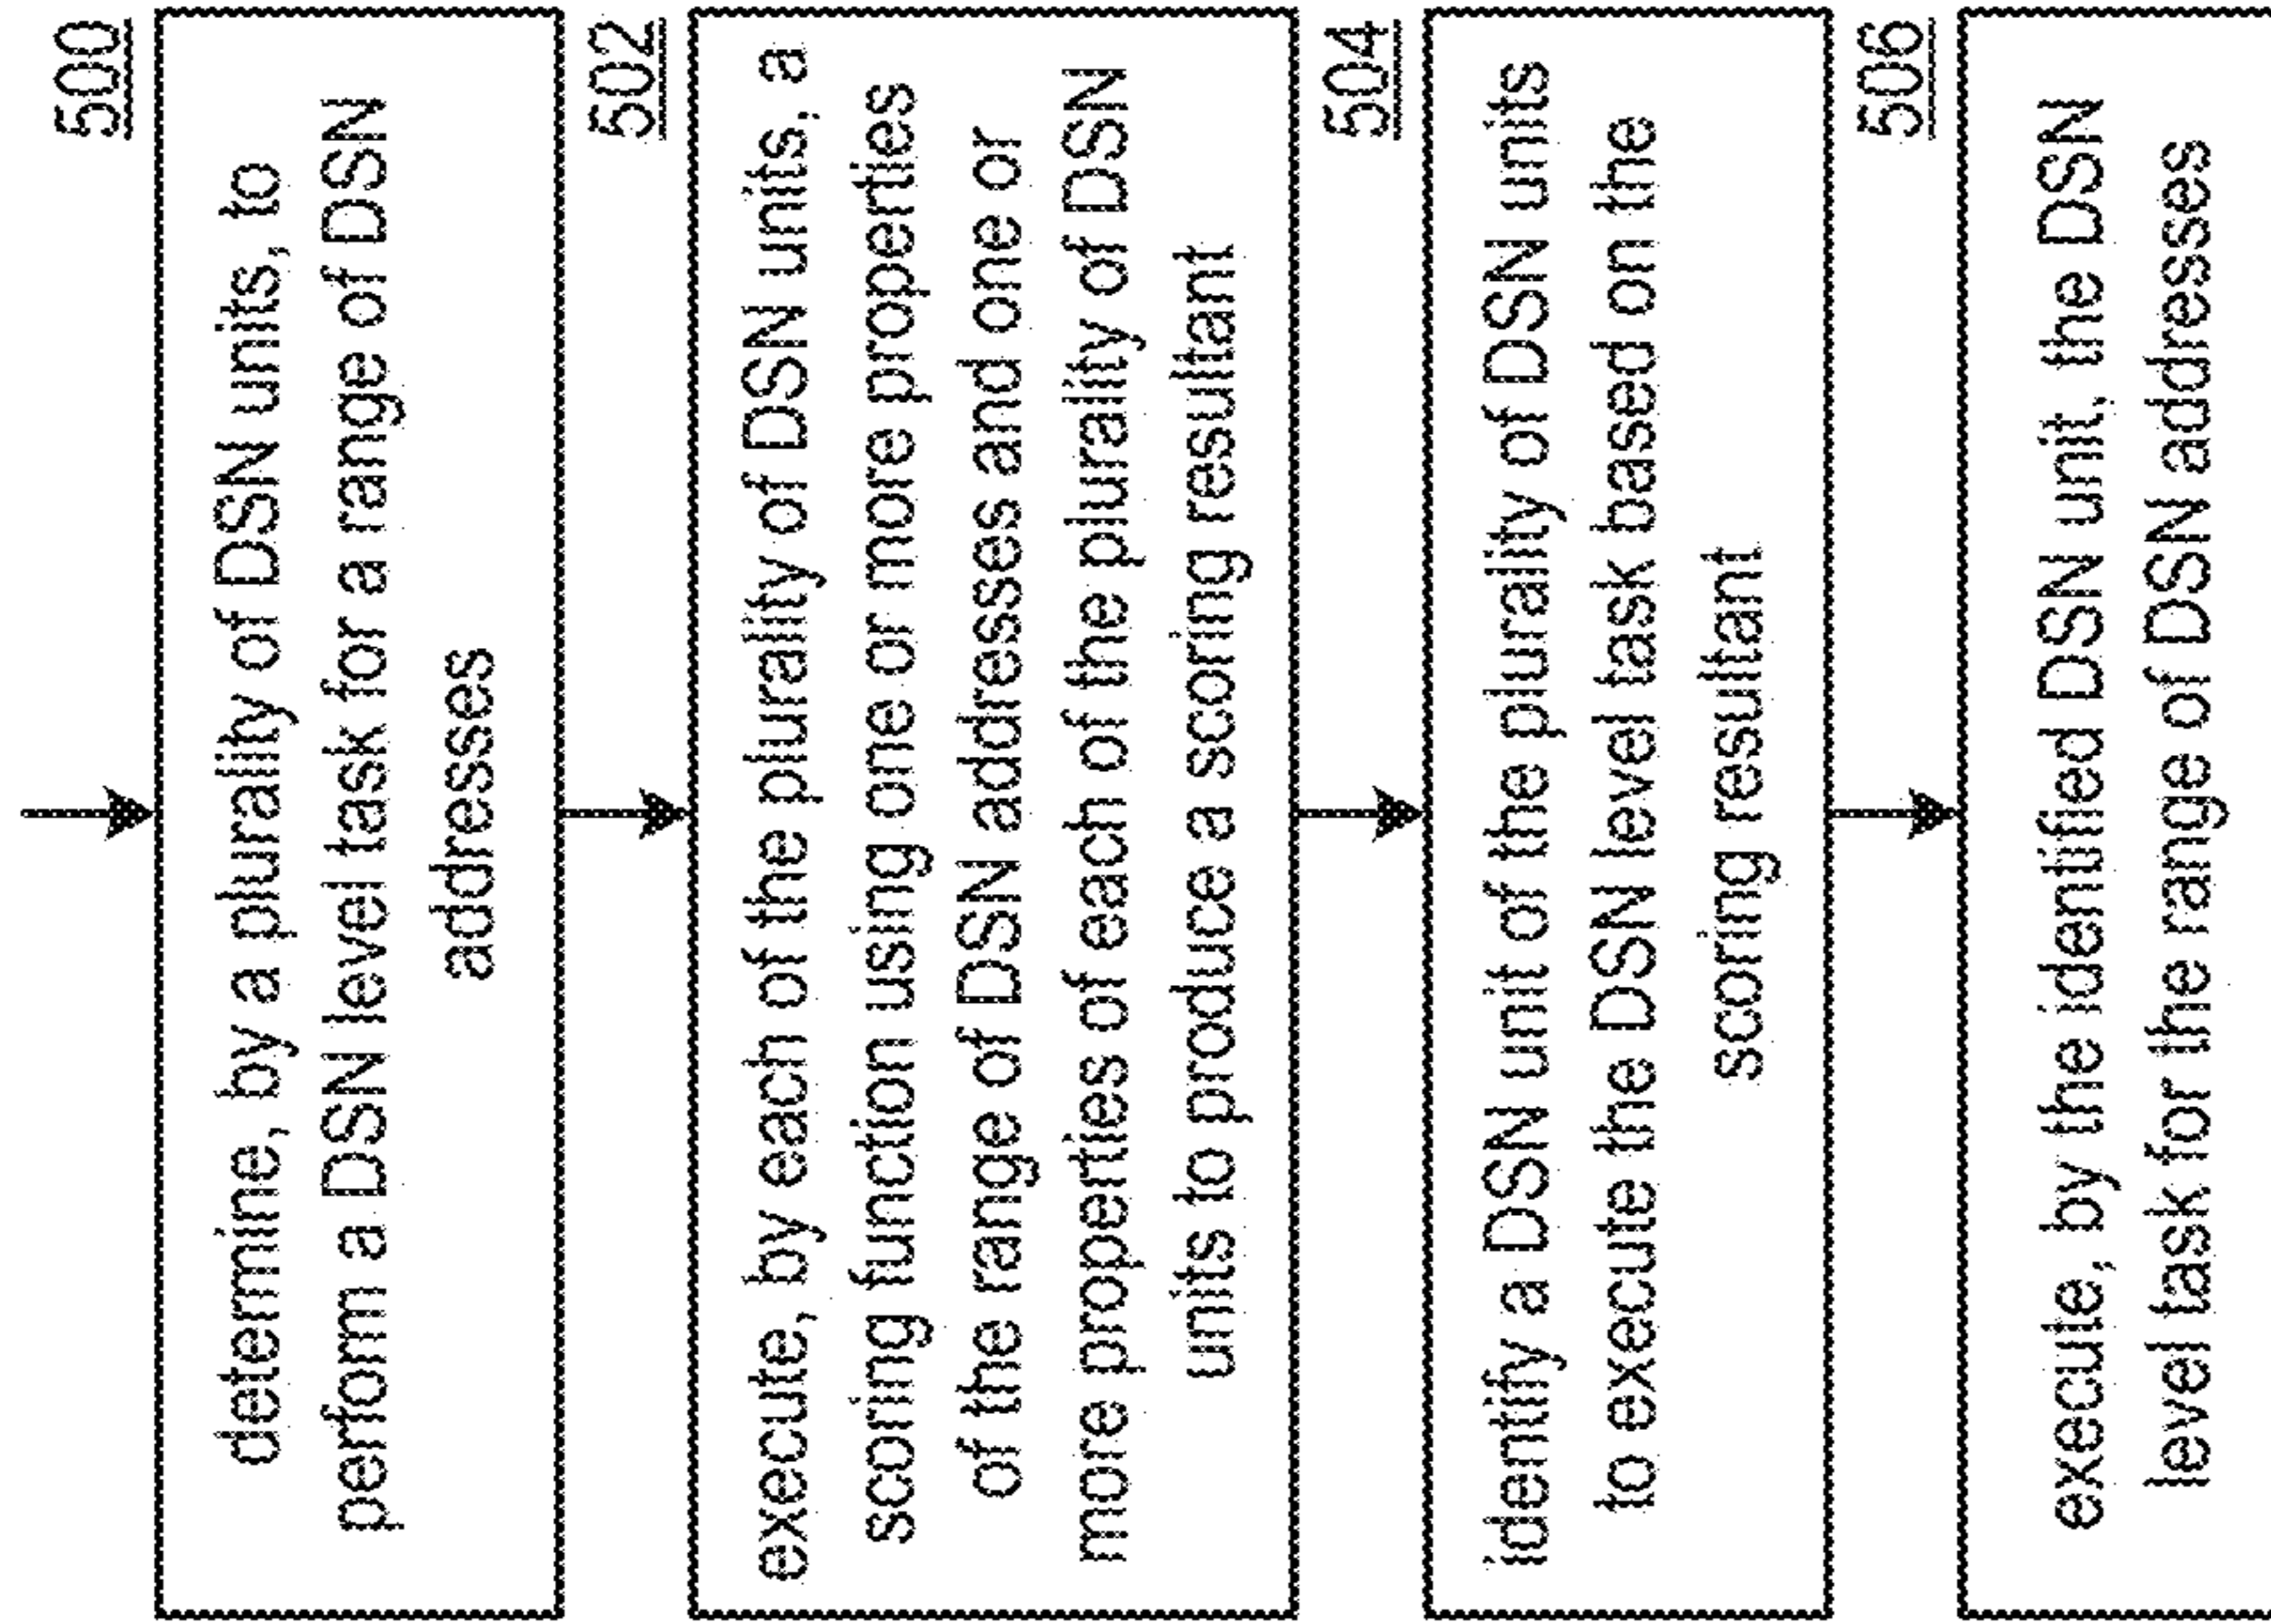 500
determine, by a plurality of DSN units, to
perform a DSN level task for a range of DSN
addresses
502
execute, by each of the plurality of DSN units, a
scoring function using one or more properties
of the range of DSN addresses and one or
more properties of each of the plurality of DSN
units to produce a scoring resultant
504
identify a DSN unit of the plurality of DSN units
to execute the DSN level task based on the
scoring resultant
506
execute, by the identified DSN unit, the DSN
level task for the range of DSN addresses